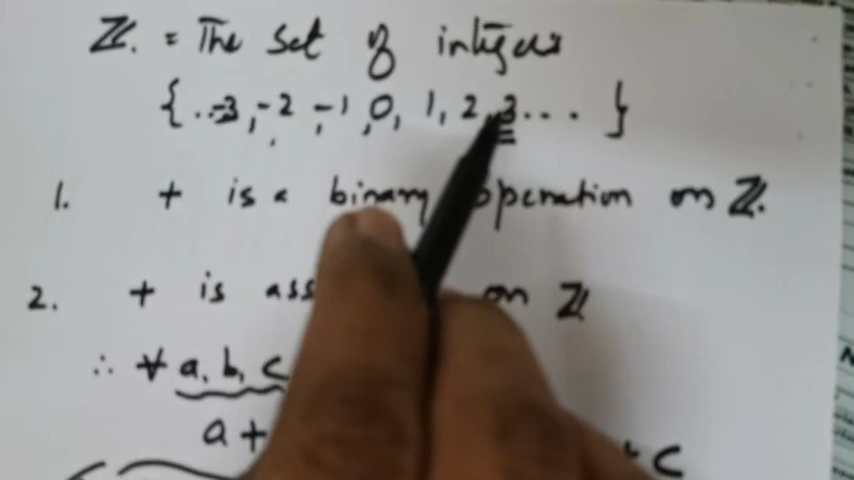 ℤ. = The set of integers
{ ..-3, -2, -1, 0, 1, 2, 3... }
1. + is a binary operation on ℤ.
2. + is on ℤ
∴ ∀ a, b, c
a +
+ c